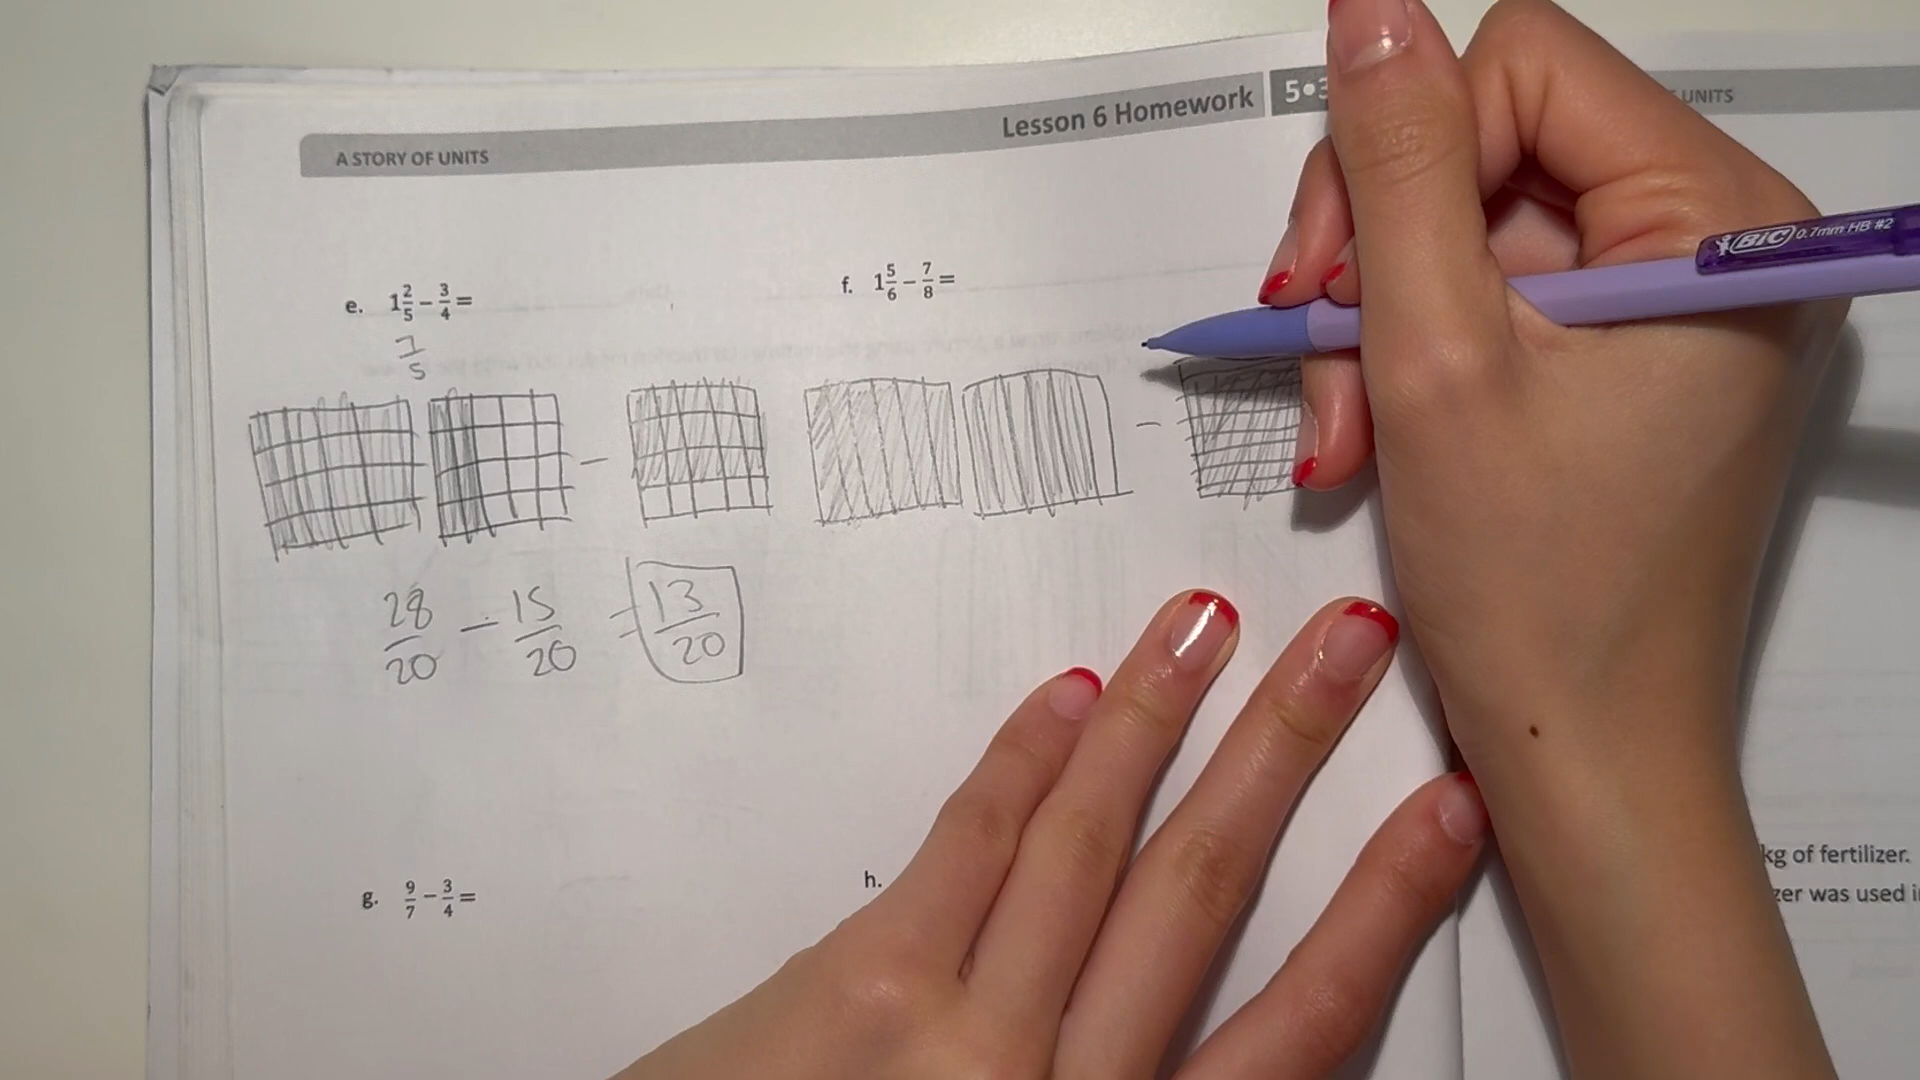 A STORY OF UNITS
Lesson 6 Homework 5•3
UNITS
BIC 0.7mm HB #2
e. 1 2/5 − 3/4 =
7/5
f. 1 5/6 − 7/8 =
−
−
28/20 − 15/20 = 13/20
g. 9/7 − 3/4 =
h.
kg of fertilizer.
was used